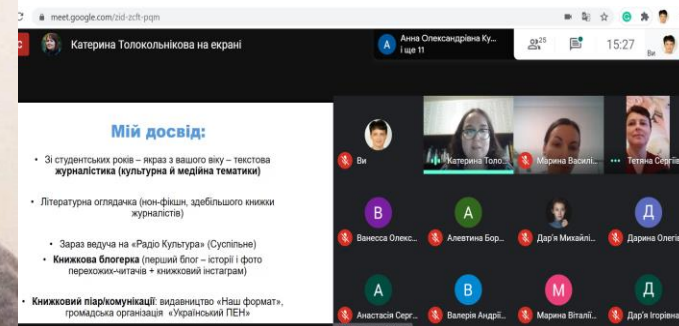 meet.google.com/zid-zcft-pqm
Катерина Толокольнікова на екрані
А
Анна Олександрівна Ку...
і ще 11
25
15:27
Ви
Мій досвід:
• Зі студентських років – якраз з вашого віку – текстова
журналістика (культурна й медійна тематики)
• Літературна оглядачка (нон-фікшн, здебільшого книжки
журналістів)
• Зараз ведуча на «Радіо Культура» (Суспільне)
• Книжкова блогерка (перший блог – історії і фото
перехожих-читачів + книжковий інстаграм)
• Книжковий піар/комунікації: видавництво «Наш формат»,
громадська організація «Український ПЕН»
Ви
Катерина Толо...
Марина Василі...
Тетяна Сергіїв
В
А
Д
Ванесса Олекс...
Алевтина Бор...
Дар'я Михайлі...
Дарина Олегів
А
В
М
Д
Анастасія Серг...
Валерія Андрії...
Марина Віталії...
Дар'я Ігорівна